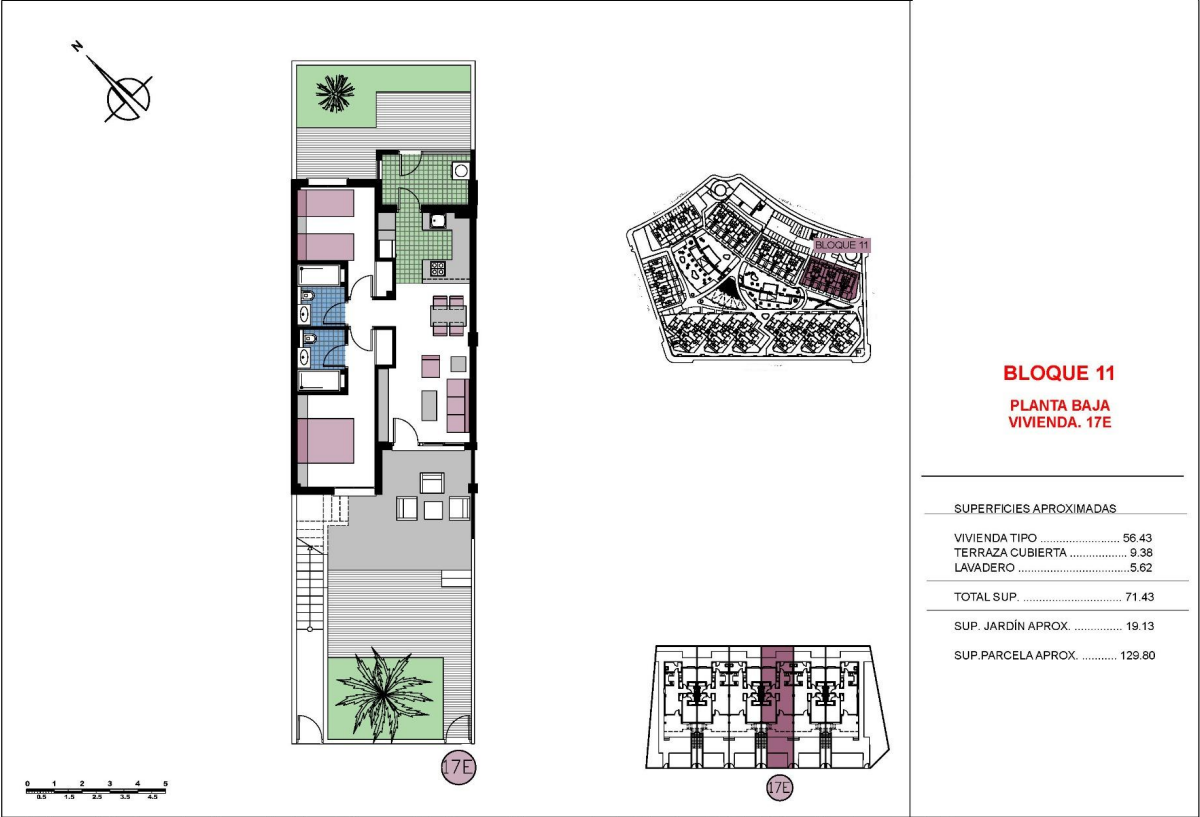 N
BLOQUE 11
BLOQUE 11
PLANTA BAJA
VIVIENDA. 17E
SUPERFICIES APROXIMADAS
VIVIENDA TIPO ........................ 56.43
TERRAZA CUBIERTA ................. 9.38
LAVADERO ..................................5.62
TOTAL SUP. .............................. 71.43
SUP. JARDÍN APROX. ............... 19.13
SUP.PARCELA APROX. ........... 129.80
17E
17E
0 1 2 3 4 5
0.5 1.5 2.5 3.5 4.5